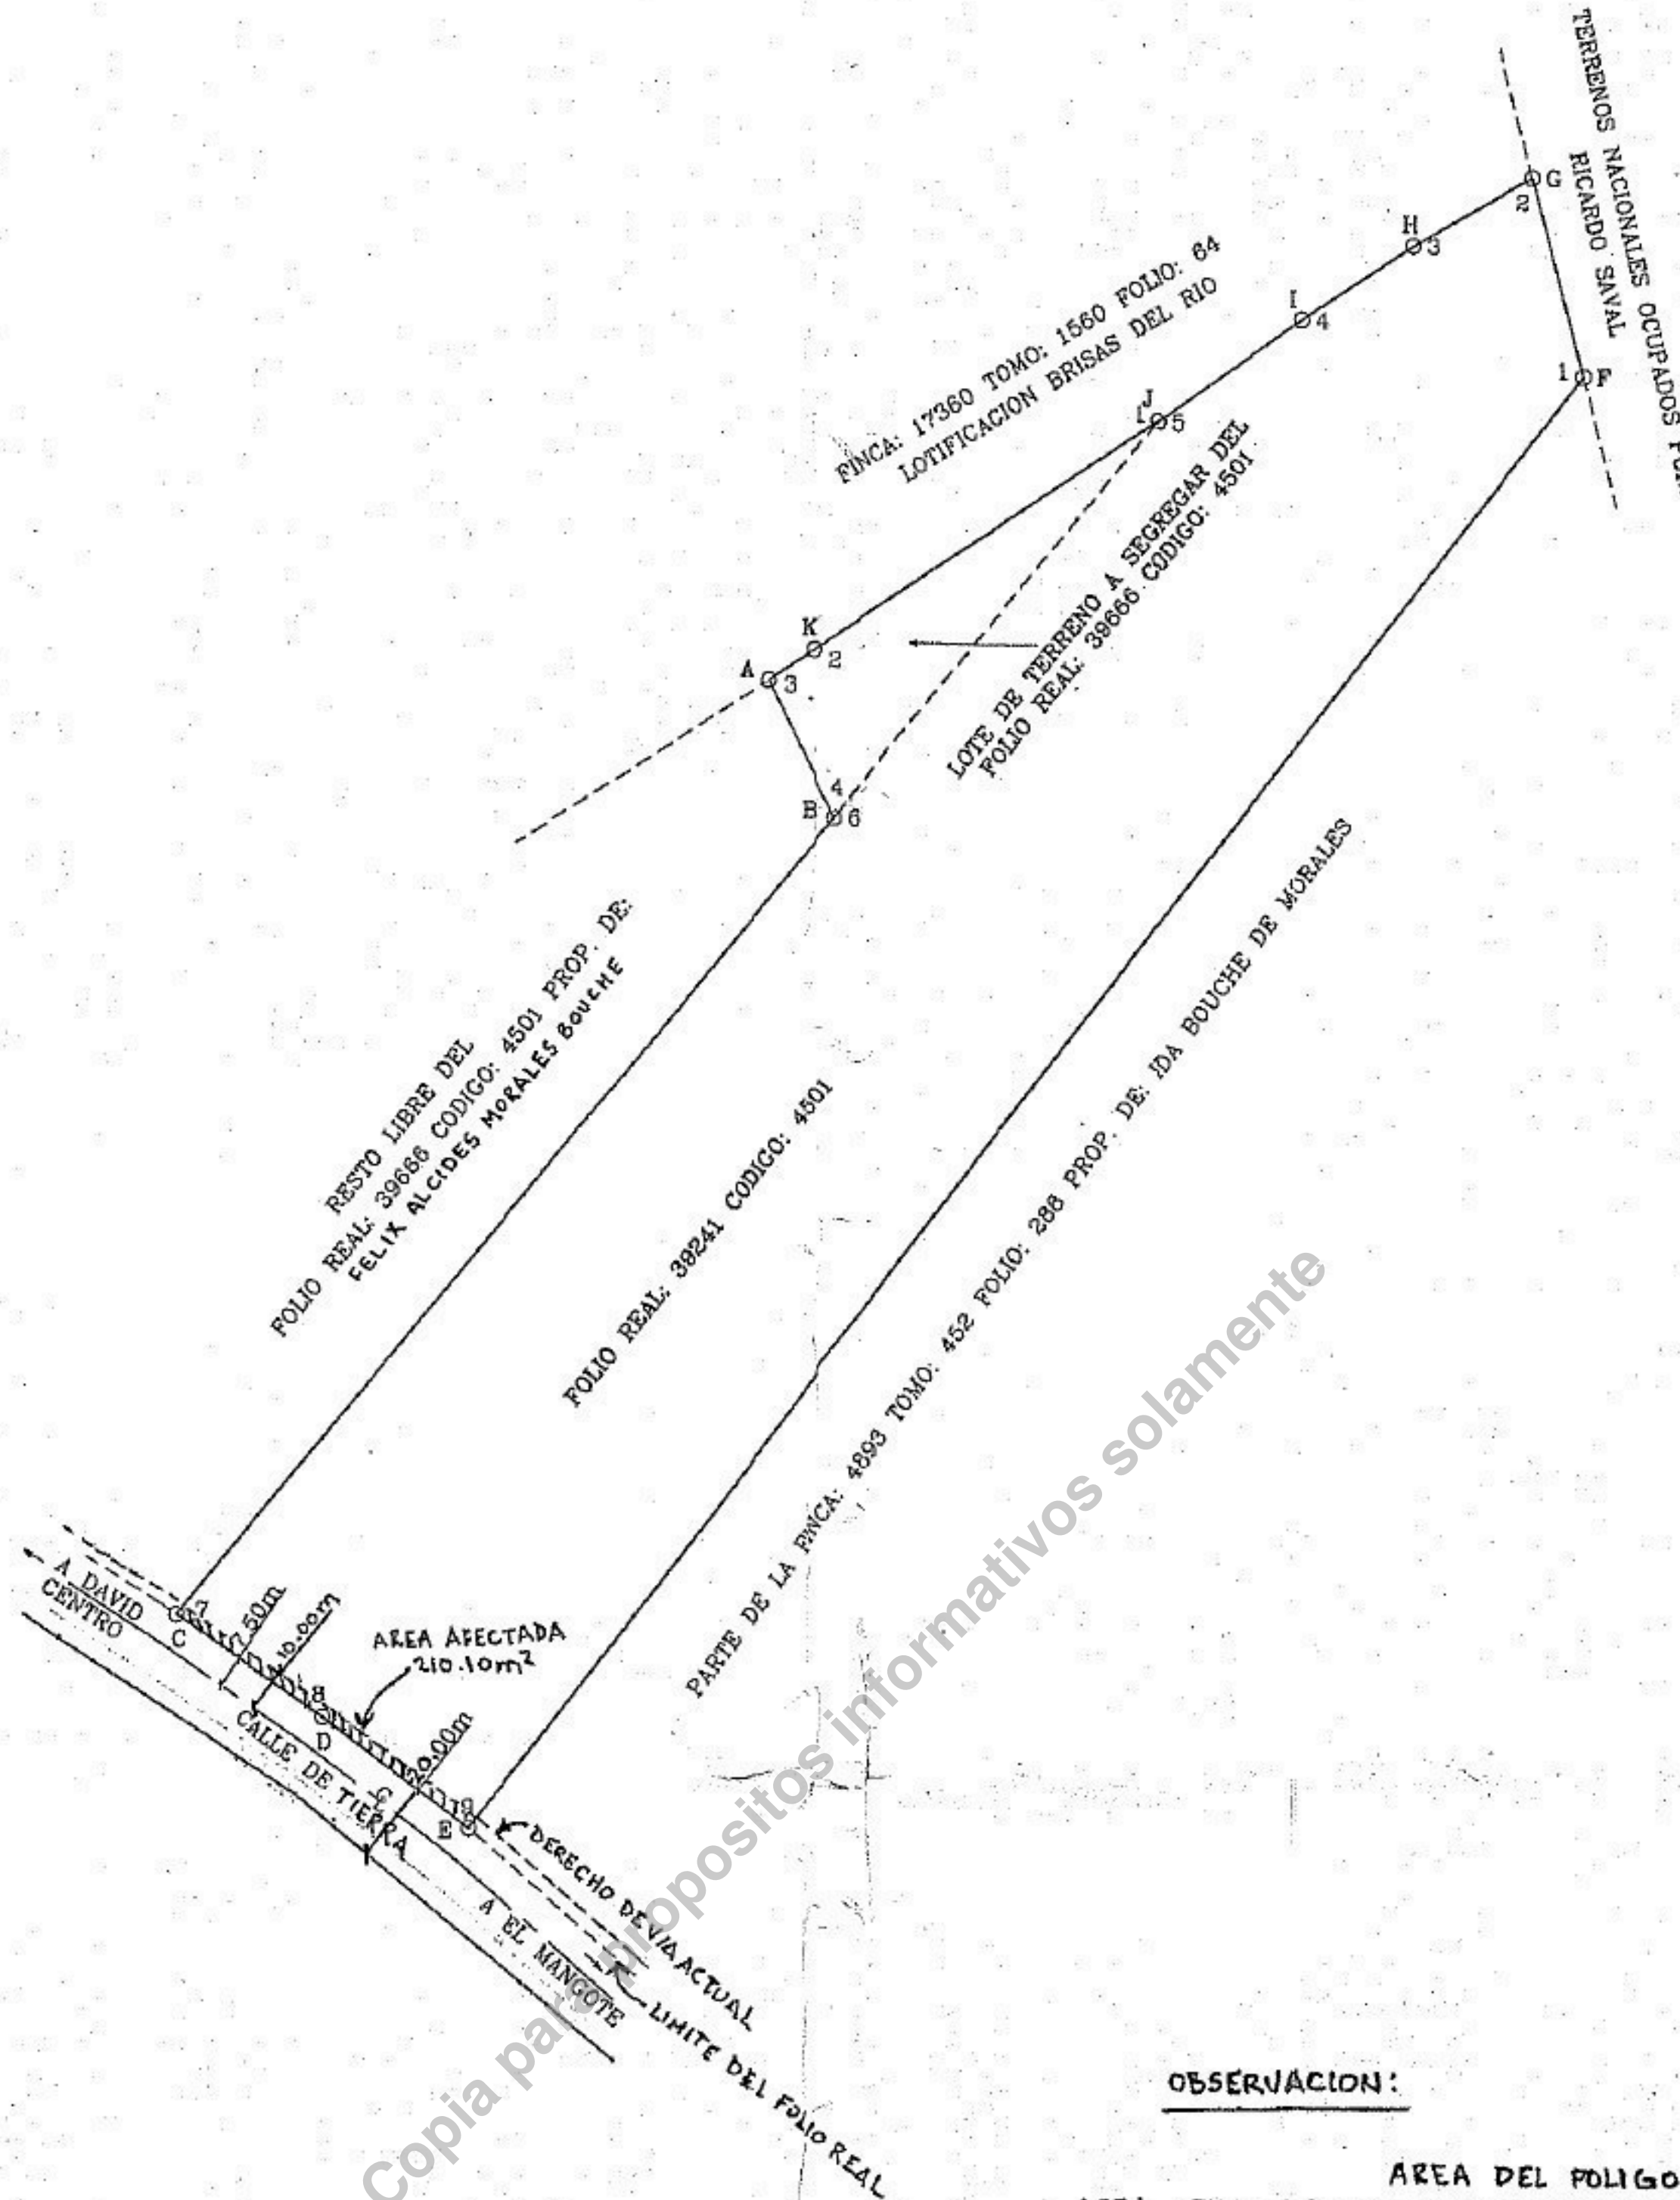 TERRENOS NACIONALES OCUPADOS POR
RICARDO SAVAL
G
2
H
3
I
4
1
F
J
1
5
FINCA: 17360 TOMO: 1560 FOLIO: 64
LOTIFICACION BRISAS DEL RIO
LOTE DE TERRENO A SEGREGAR DEL
FOLIO REAL: 39666 CODIGO: 4501
K
2
A
3
4
B
6
RESTO LIBRE DEL
FOLIO REAL: 39666 CODIGO: 4501 PROP. DE:
FELIX ALCIDES MORALES BOUCHE
FOLIO REAL: 39241 CODIGO: 4501
PARTE DE LA FINCA: 4893 TOMO: 452 FOLIO: 288 PROP. DE: IDA BOUCHE DE MORALES
A DAVID
CENTRO
7
C
7.50m
10.00m
AREA AFECTADA
210.10m²
8
D
CALLE DE TIERRA
9
E
DERECHO DE VIA ACTUAL
A EL MANGOTE
LIMITE DEL FOLIO REAL
Copia para propositos informativos solamente
OBSERVACION:
AREA DEL POLIGO